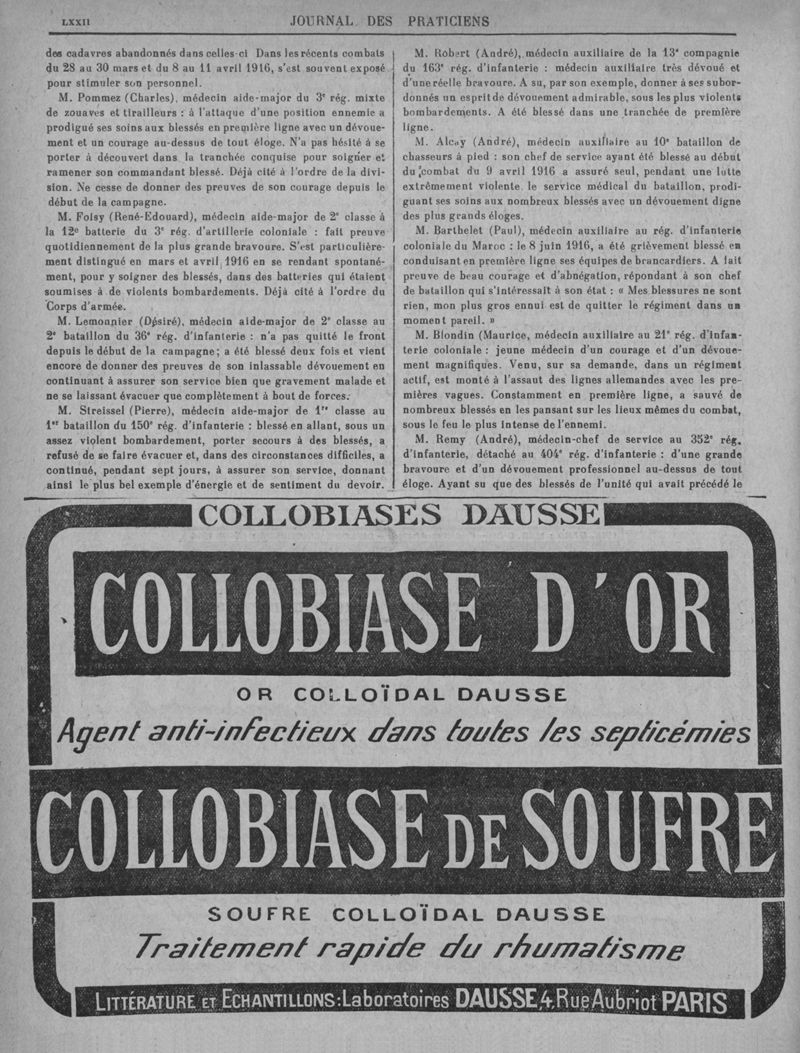 LXXII
JOURNAL DES PRATICIENS
des cadavres abandonnés dans celles-ci Dans les récents combats
du 28 au 30 mars et du 8 au 11 avril 1916, s'est souvent exposé
pour stimuler son personnel.
M. Pommez (Charles), médecin aide-major du 3e rég. mixte
de zouaves et tirailleurs : à l'attaque d'une position ennemie a
prodigué ses soins aux blessés en première ligne avec un dévoue-
ment et un courage au-dessus de tout éloge. N'a pas hésité à se
porter à découvert dans la tranchée conquise pour soigner et
ramener son commandant blessé. Déjà cité à l'ordre de la divi-
sion. Ne cesse de donner des preuves de son courage depuis le
début de la campagne.
M. Foisy (René-Edouard), médecin aide-major de 2e classe à
la 12e batterie du 3e rég. d'artillerie coloniale : fait preuve
quotidiennement de la plus grande bravoure. S'est particulière-
ment distingué en mars et avril 1916 en se rendant spontané-
ment, pour y soigner des blessés, dans des batteries qui étaient
soumises à de violents bombardements. Déjà cité à l'ordre du
Corps d'armée.
M. Lemonnier (Désiré), médecin aide-major de 2e classe au
2e bataillon du 36e rég. d'infanterie : n'a pas quitté le front
depuis le début de la campagne; a été blessé deux fois et vient
encore de donner des preuves de son inlassable dévouement en
continuant à assurer son service bien que gravement malade et
ne se laissant évacuer que complètement à bout de forces.
M. Streissel (Pierre), médecin aide-major de 1re classe au
1er bataillon du 150e rég. d'infanterie : blessé en allant, sous un
assez violent bombardement, porter secours à des blessés, a
refusé de se faire évacuer et, dans des circonstances difficiles, a
continué, pendant sept jours, à assurer son service, donnant
ainsi le plus bel exemple d'énergie et de sentiment du devoir.
M. Robert (André), médecin auxiliaire de la 13e compagnie
du 163e rég. d'infanterie : médecin auxiliaire très dévoué et
d'une réelle bravoure. A su, par son exemple, donner à ses subor-
donnés un esprit de dévouement admirable, sous les plus violents
bombardements. A été blessé dans une tranchée de première
ligne.
M. Alcay (André), médecin auxiliaire au 10e bataillon de
chasseurs à pied : son chef de service ayant été blessé au début
du combat du 9 avril 1916 a assuré seul, pendant une lutte
extrêmement violente, le service médical du bataillon, prodi-
guant ses soins aux nombreux blessés avec un dévouement digne
des plus grands éloges.
M. Barthelet (Paul), médecin auxiliaire au rég. d'infanterie
coloniale du Maroc : le 8 juin 1916, a été grièvement blessé en
conduisant en première ligne ses équipes de brancardiers. A fait
preuve de beau courage et d'abnégation, répondant à son chef
de bataillon qui s'intéressait à son état : « Mes blessures ne sont
rien, mon plus gros ennui est de quitter le régiment dans un
moment pareil. »
M. Blondin (Maurice, médecin auxiliaire au 21e rég. d'infan-
terie coloniale : jeune médecin d'un courage et d'un dévoue-
ment magnifiques. Venu, sur sa demande, dans un régiment
actif, est monté à l'assaut des lignes allemandes avec les pre-
mières vagues. Constamment en première ligne, a sauvé de
nombreux blessés en les pansant sur les lieux mêmes du combat,
sous le feu le plus intense de l'ennemi.
M. Remy (André), médecin-chef de service au 352e rég.
d'infanterie, détaché au 404e rég. d'infanterie : d'une grande
bravoure et d'un dévouement professionnel au-dessus de tout
éloge. Ayant su que des blessés de l'unité qui avait précédé le
COLLOBIASES DAUSSE
COLLOBIASE D'OR
OR COLLOÏDAL DAUSSE
Agent anti-infectieux dans toutes les septicémies
COLLOBIASE DE SOUFRE
SOUFRE COLLOÏDAL DAUSSE
Traitement rapide du rhumatisme
LITTÉRATURE ET ECHANTILLONS: Laboratoires DAUSSE, 4, Rue Aubriot PARIS